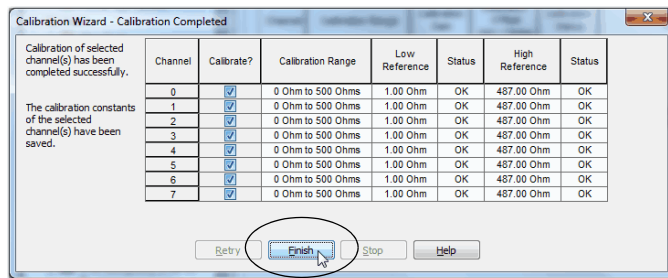 Calibration Wizard - Calibration Completed
Calibration of selected
channel(s) has been
completed successfully.
The calibration constants
of the selected
channel(s) have been
saved.
Channel Calibrate? Calibration Range Low Reference Status High Reference Status
0 0 Ohm to 500 Ohms 1.00 Ohm OK 487.00 Ohm OK
1 0 Ohm to 500 Ohms 1.00 Ohm OK 487.00 Ohm OK
2 0 Ohm to 500 Ohms 1.00 Ohm OK 487.00 Ohm OK
3 0 Ohm to 500 Ohms 1.00 Ohm OK 487.00 Ohm OK
4 0 Ohm to 500 Ohms 1.00 Ohm OK 487.00 Ohm OK
5 0 Ohm to 500 Ohms 1.00 Ohm OK 487.00 Ohm OK
6 0 Ohm to 500 Ohms 1.00 Ohm OK 487.00 Ohm OK
7 0 Ohm to 500 Ohms 1.00 Ohm OK 487.00 Ohm OK
Retry Finish Stop Help